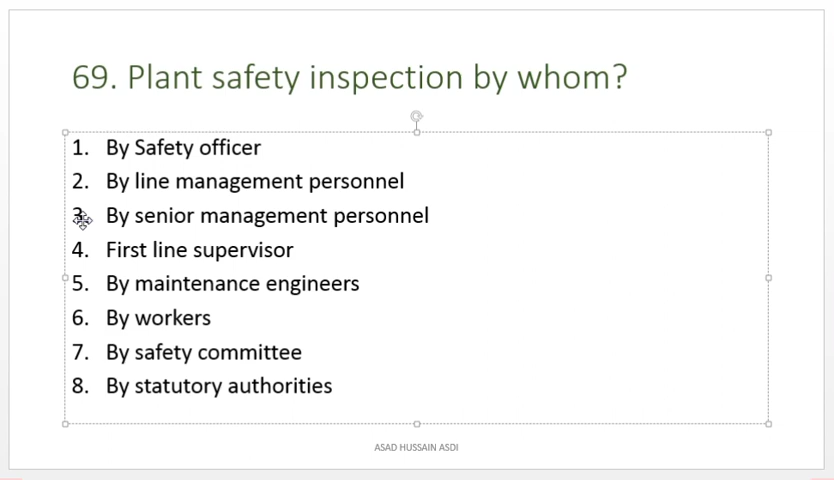 69. Plant safety inspection by whom?
1. By Safety officer
2. By line management personnel
3. By senior management personnel
4. First line supervisor
5. By maintenance engineers
6. By workers
7. By safety committee
8. By statutory authorities
ASAD HUSSAIN ASDI